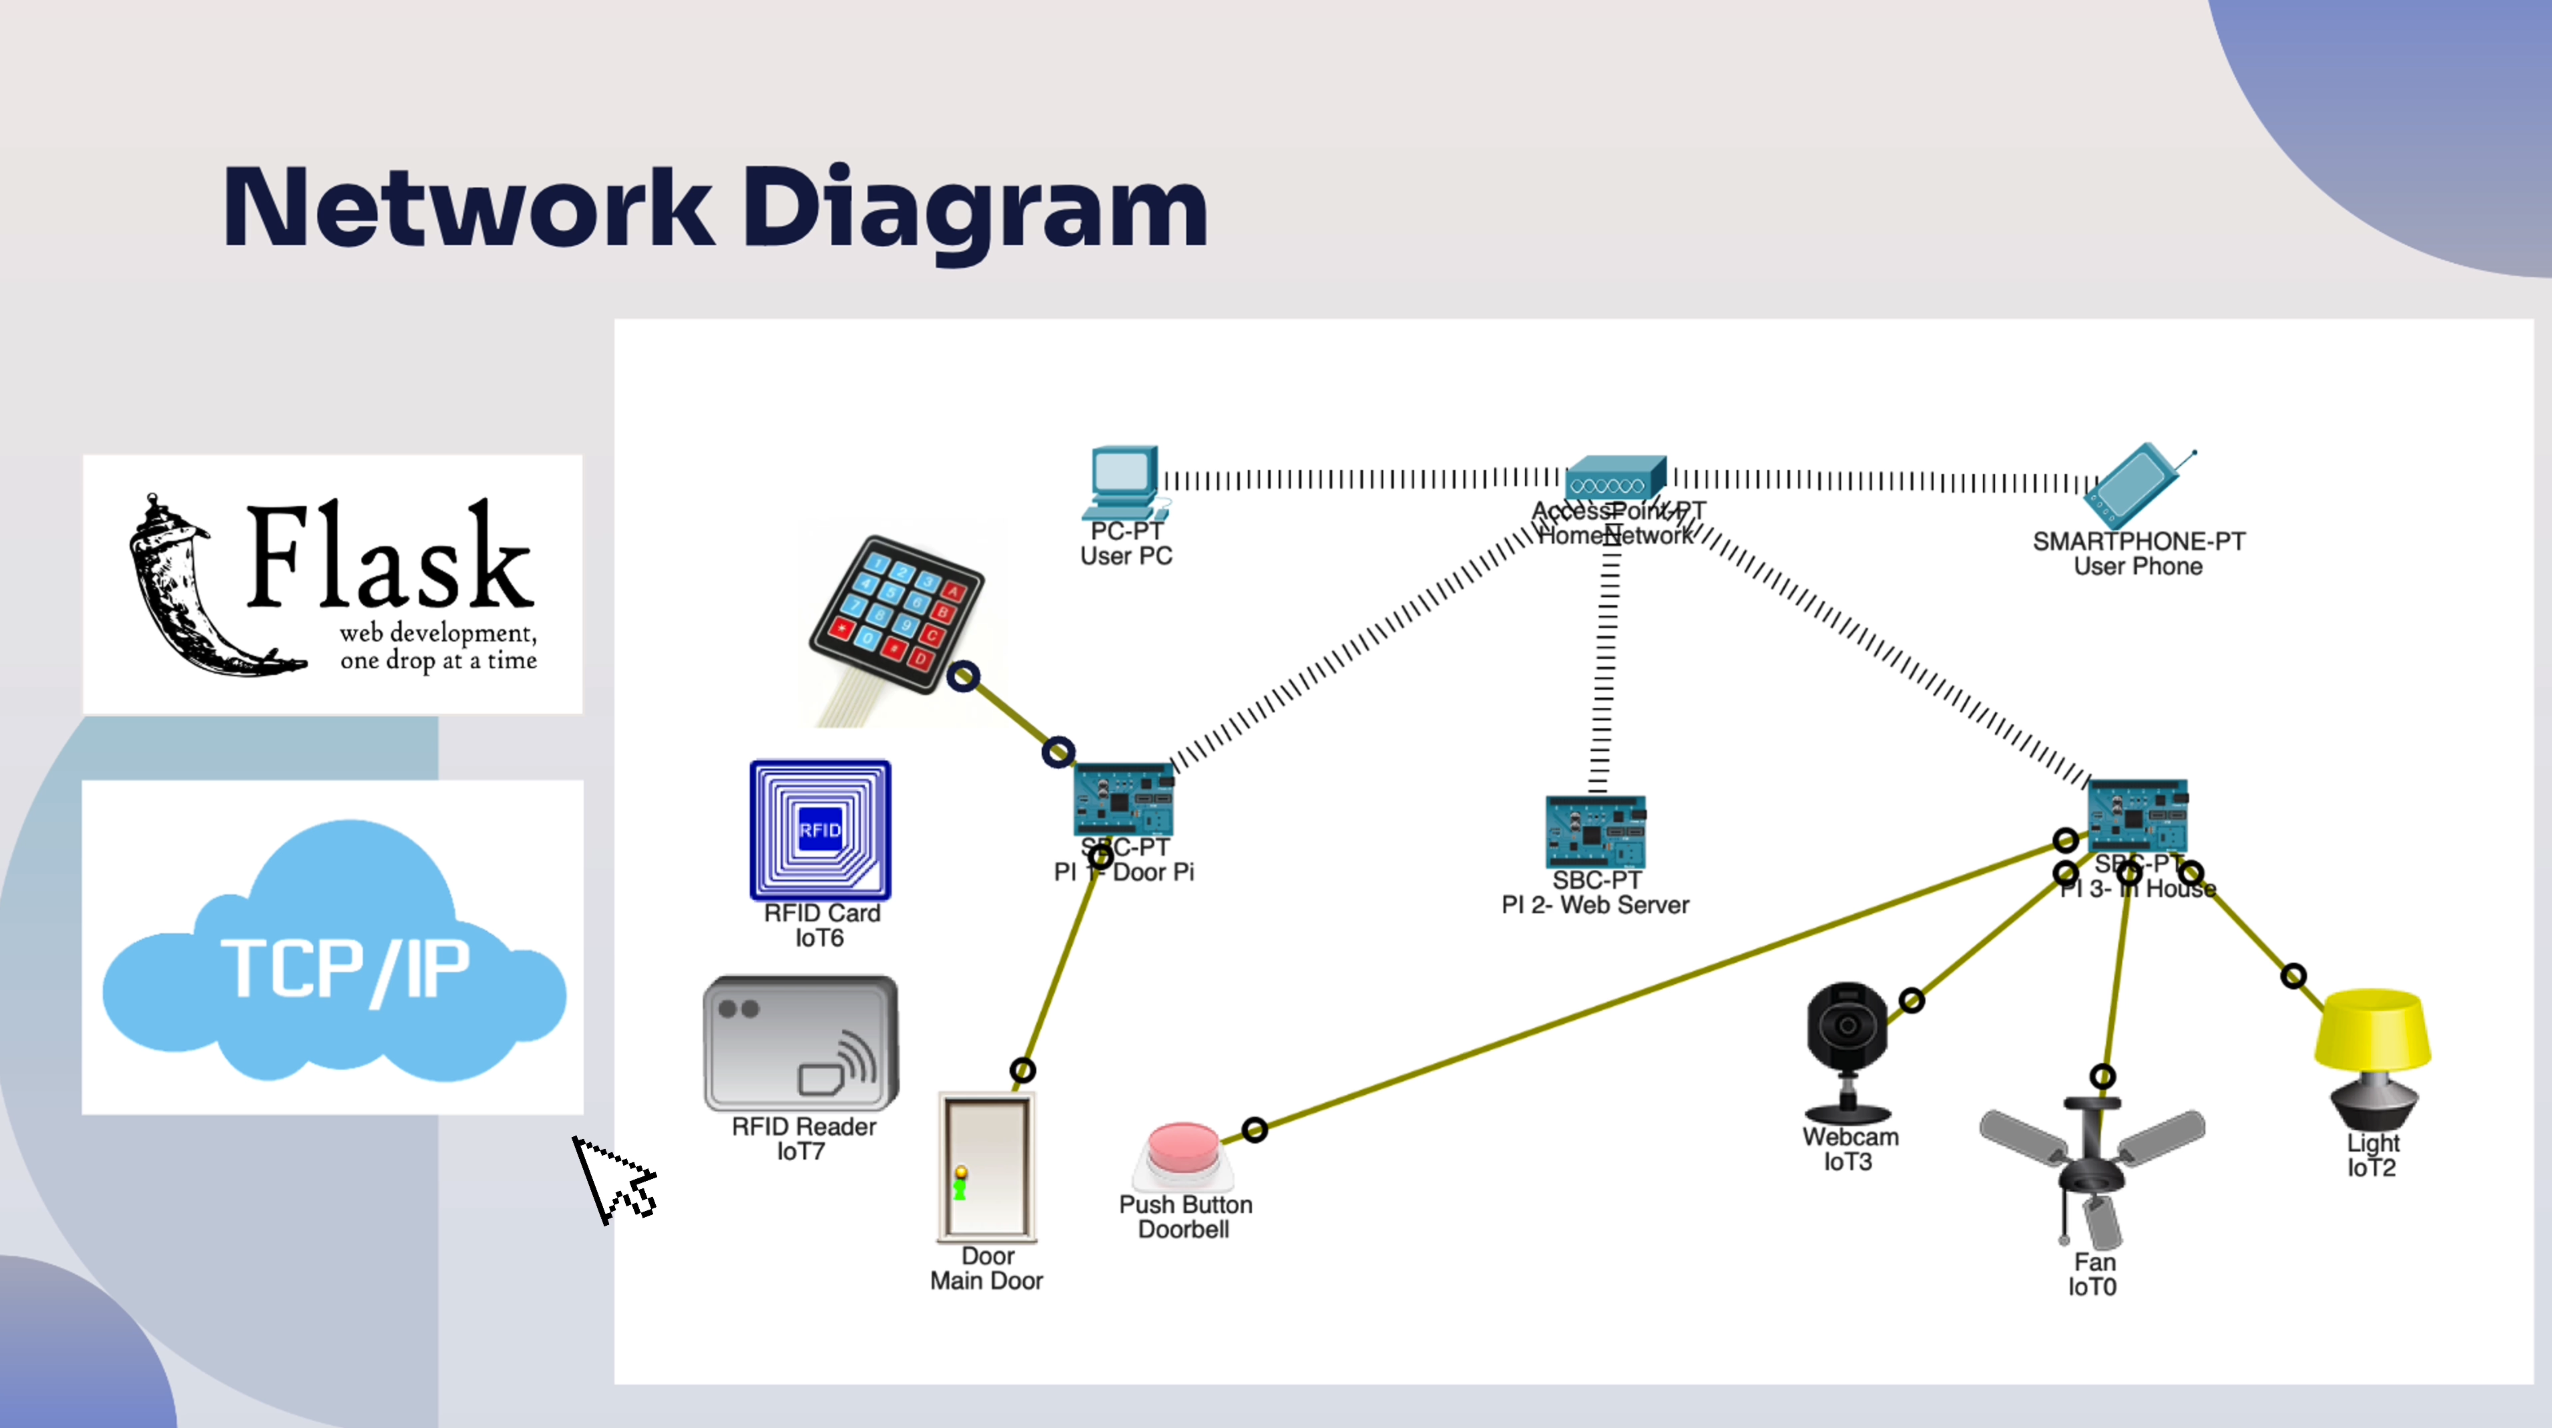 Network Diagram
Flask
web development,
one drop at a time
TCP/IP
PC-PT
User PC
AccessPoint-PT
HomeNetwork
SMARTPHONE-PT
User Phone
1 2 3 A
4 5 6 B
7 8 9 C
* 0 # D
RFID
RFID Card
IoT6
SBC-PT
PI 1- Door Pi
SBC-PT
PI 2- Web Server
SBC-PT
PI 3- In House
RFID Reader
IoT7
Door
Main Door
Push Button
Doorbell
Webcam
IoT3
Fan
IoT0
Light
IoT2